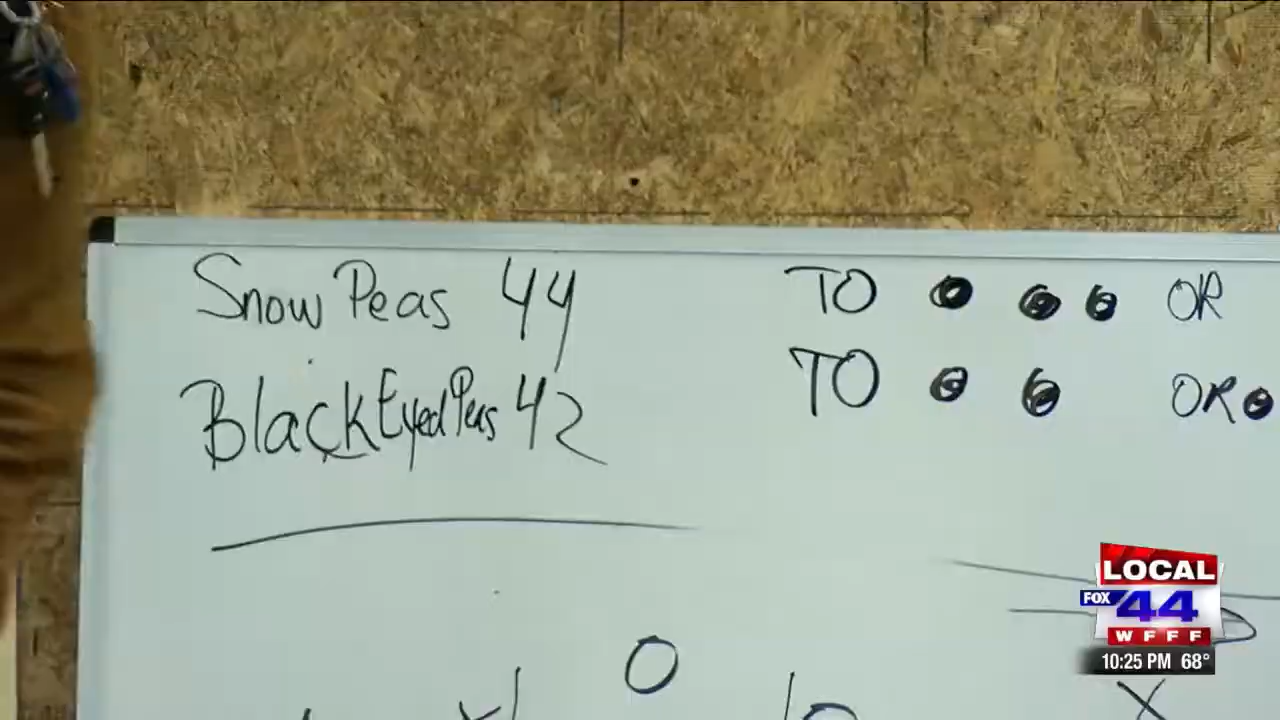 Snow Peas 44 TO OR
Black Eyed Peas 42 TO OR
O
X
LOCAL
FOX 44
WFFF
10:25 PM 68°